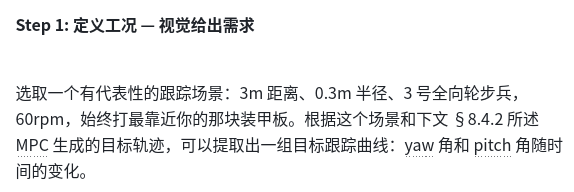 Step 1: 定义工况 — 视觉给出需求
选取一个有代表性的跟踪场景：3m 距离、0.3m 半径、3 号全向轮步兵，
60rpm，始终打最靠近你的那块装甲板。根据这个场景和下文 §8.4.2 所述
MPC 生成的目标轨迹，可以提取出一组目标跟踪曲线：yaw 角和 pitch 角随时
间的变化。